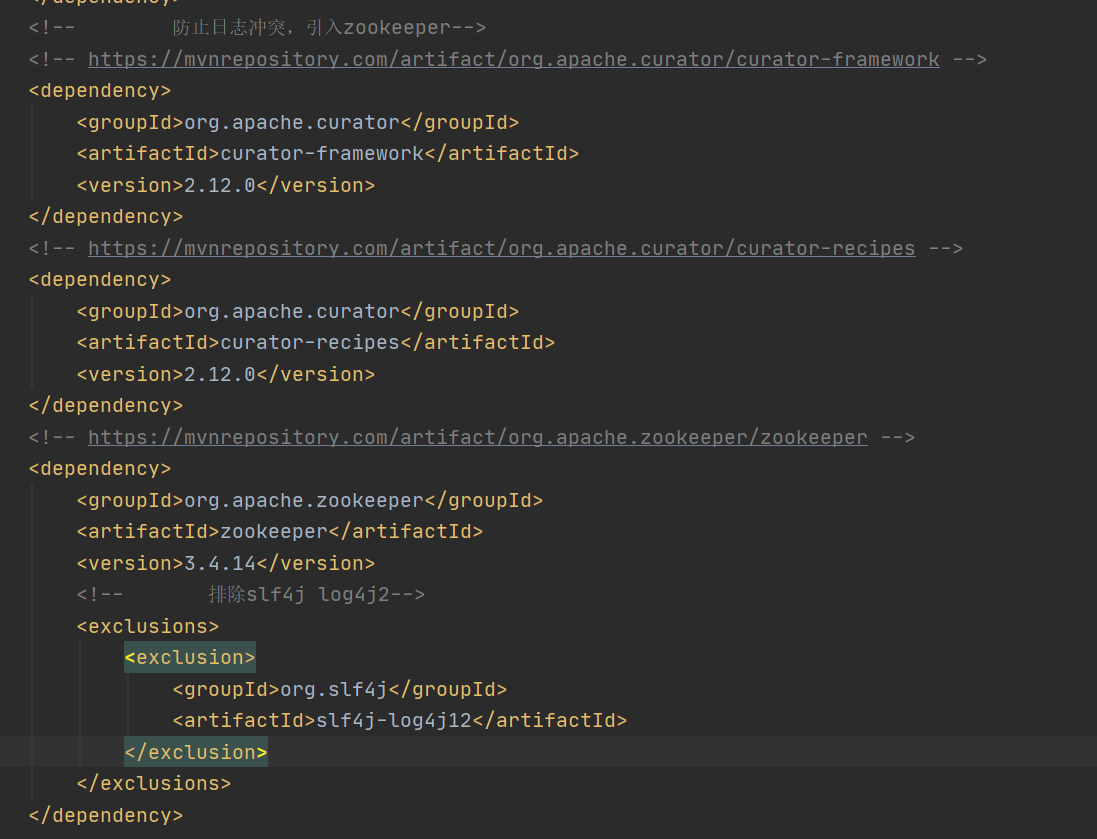 </dependency>
<!--        防止日志冲突，引入zookeeper-->
<!-- https://mvnrepository.com/artifact/org.apache.curator/curator-framework -->
<dependency>
    <groupId>org.apache.curator</groupId>
    <artifactId>curator-framework</artifactId>
    <version>2.12.0</version>
</dependency>
<!-- https://mvnrepository.com/artifact/org.apache.curator/curator-recipes -->
<dependency>
    <groupId>org.apache.curator</groupId>
    <artifactId>curator-recipes</artifactId>
    <version>2.12.0</version>
</dependency>
<!-- https://mvnrepository.com/artifact/org.apache.zookeeper/zookeeper -->
<dependency>
    <groupId>org.apache.zookeeper</groupId>
    <artifactId>zookeeper</artifactId>
    <version>3.4.14</version>
    <!--       排除slf4j log4j2-->
    <exclusions>
        <exclusion>
            <groupId>org.slf4j</groupId>
            <artifactId>slf4j-log4j12</artifactId>
        </exclusion>
    </exclusions>
</dependency>